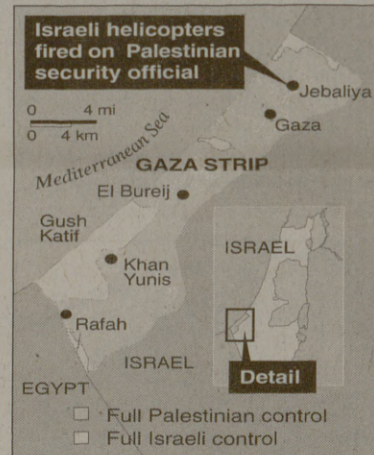 Israeli helicopters
fired on Palestinian
security official
Jebaliya
0 4 mi
0 4 km
Gaza
Mediterranean Sea
GAZA STRIP
El Bureij
Gush
Katif
ISRAEL
Khan
Yunis
Rafah
ISRAEL
Detail
EGYPT
Full Palestinian control
Full Israeli control